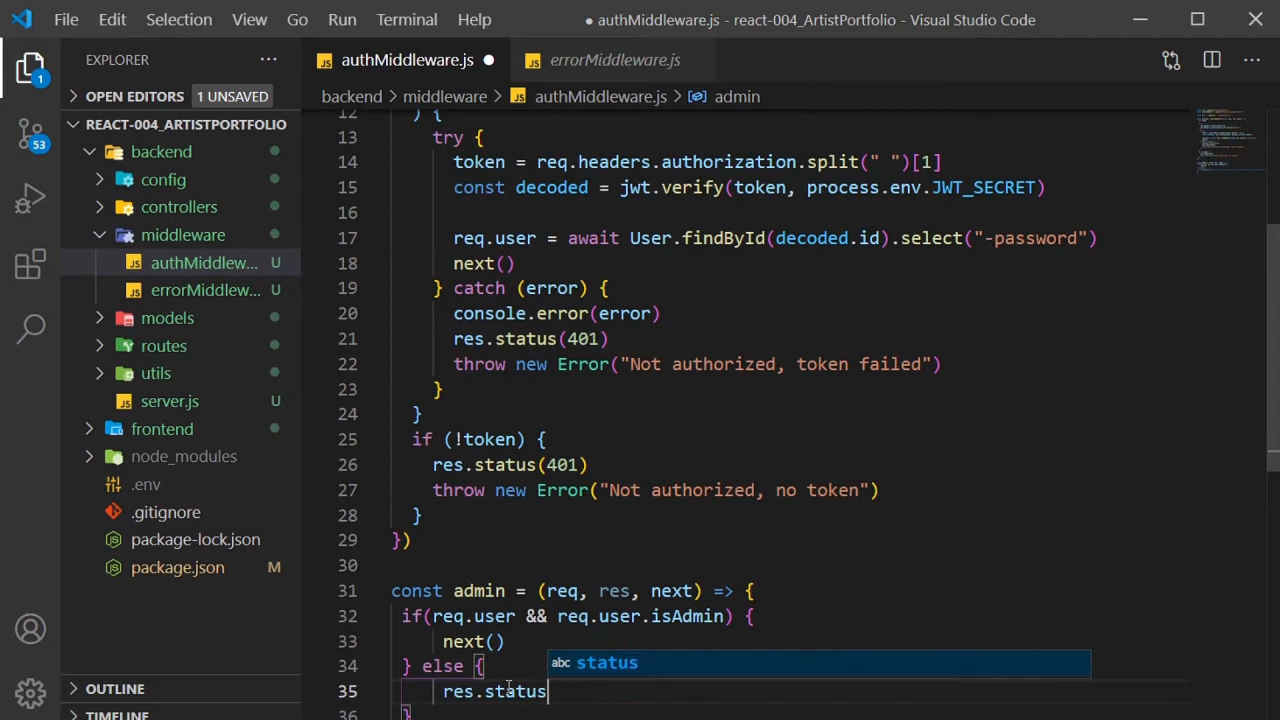 File Edit Selection View Go Run Terminal Help
● authMiddleware.js - react-004_ArtistPortfolio - Visual Studio Code
EXPLORER
OPEN EDITORS 1 UNSAVED
REACT-004_ARTISTPORTFOLIO
backend
config
controllers
middleware
JS authMiddlew... U
JS errorMiddlew... U
models
routes
utils
JS server.js U
frontend
node_modules
.env
.gitignore
package-lock.json
package.json M
OUTLINE
TIMELINE
1
53
JS authMiddleware.js ●
JS errorMiddleware.js
backend > middleware > JS authMiddleware.js > admin
12 ) {
13 try {
14 token = req.headers.authorization.split(" ")[1]
15 const decoded = jwt.verify(token, process.env.JWT_SECRET)
16
17 req.user = await User.findById(decoded.id).select("-password")
18 next()
19 } catch (error) {
20 console.error(error)
21 res.status(401)
22 throw new Error("Not authorized, token failed")
23 }
24 }
25 if (!token) {
26 res.status(401)
27 throw new Error("Not authorized, no token")
28 }
29 })
30
31 const admin = (req, res, next) => {
32 if(req.user && req.user.isAdmin) {
33 next()
34 } else {
abc status
35 res.status
36 }